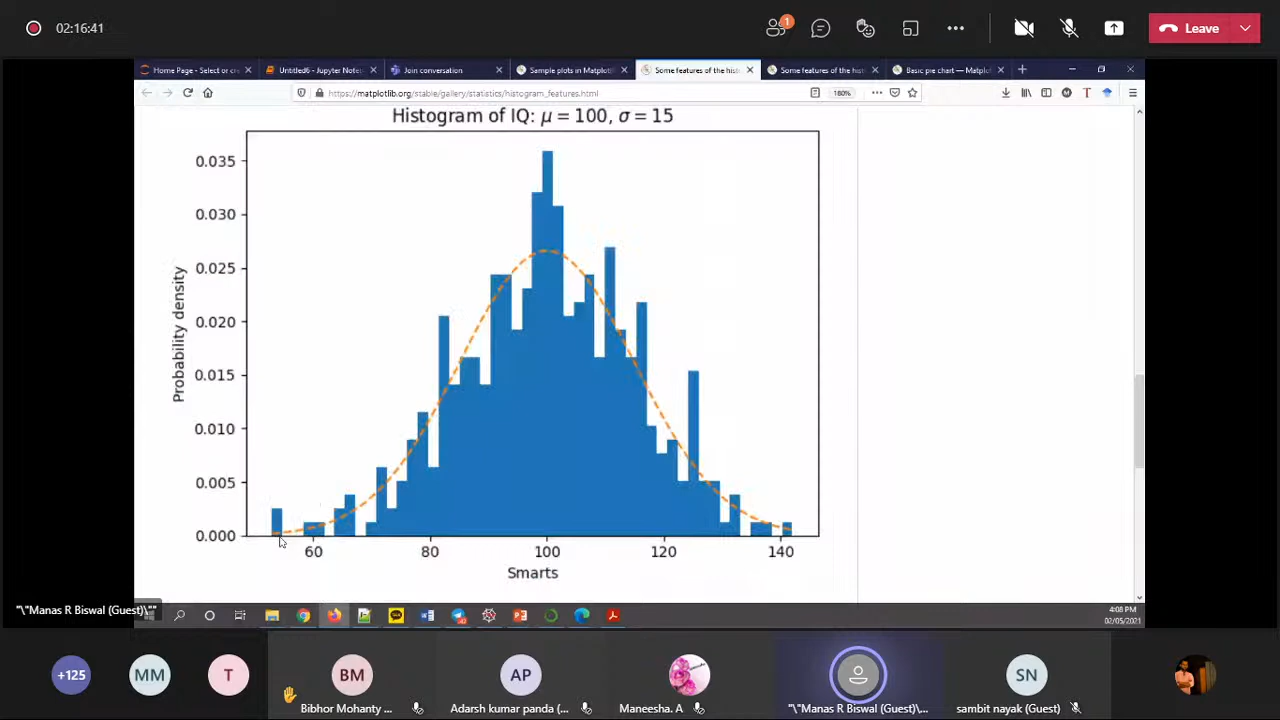 02:16:41
1
Leave
Home Page - Select or cre
Untitled6 - Jupyter Note
Join conversation
Sample plots in Matplotl
Some features of the hist
Some features of the hist
Basic pie chart — Matplotl
https://matplotlib.org/stable/gallery/statistics/histogram_features.html
180%
Histogram of IQ: μ = 100, σ = 15
0.035
0.030
0.025
0.020
0.015
0.010
0.005
0.000
Probability density
60 80 100 120 140
Smarts
"\"Manas R Biswal (Guest)\""
4:08 PM
02/05/2021
+125
MM
T
BM
AP
SN
Bibhor Mohanty ...
Adarsh kumar panda (...
Maneesha. A
"\"Manas R Biswal (Guest)\...
sambit nayak (Guest)